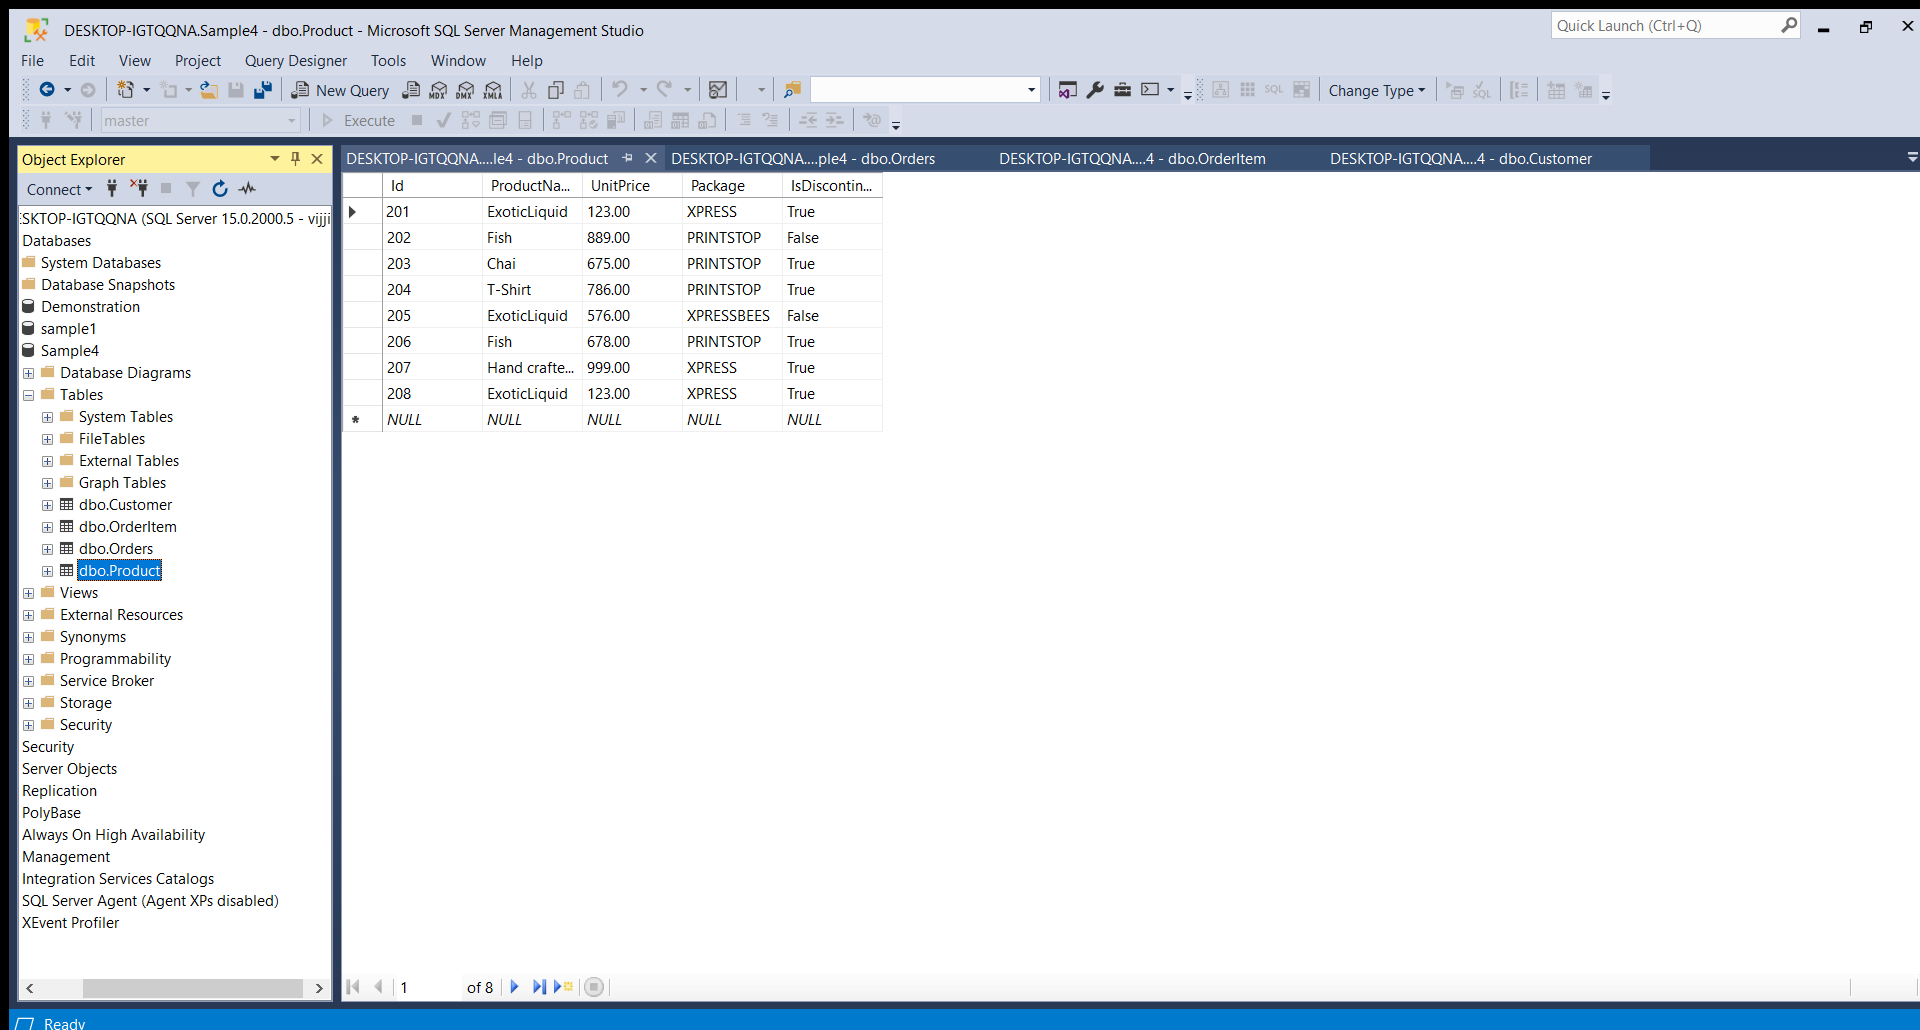 DESKTOP-IGTQQNA.Sample4 - dbo.Product - Microsoft SQL Server Management Studio
Quick Launch (Ctrl+Q)
File Edit View Project Query Designer Tools Window Help
New Query MDX DMX XMLA SQL Change Type SQL
master Execute
Object Explorer
DESKTOP-IGTQQNA....le4 - dbo.Product DESKTOP-IGTQQNA....ple4 - dbo.Orders DESKTOP-IGTQQNA....4 - dbo.OrderItem DESKTOP-IGTQQNA....4 - dbo.Customer
Connect
SKTOP-IGTQQNA (SQL Server 15.0.2000.5 - vijji
Databases
System Databases
Database Snapshots
Demonstration
sample1
Sample4
Database Diagrams
Tables
System Tables
FileTables
External Tables
Graph Tables
dbo.Customer
dbo.OrderItem
dbo.Orders
dbo.Product
Views
External Resources
Synonyms
Programmability
Service Broker
Storage
Security
Security
Server Objects
Replication
PolyBase
Always On High Availability
Management
Integration Services Catalogs
SQL Server Agent (Agent XPs disabled)
XEvent Profiler
Id ProductNa... UnitPrice Package IsDiscontin...
201 ExoticLiquid 123.00 XPRESS True
202 Fish 889.00 PRINTSTOP False
203 Chai 675.00 PRINTSTOP True
204 T-Shirt 786.00 PRINTSTOP True
205 ExoticLiquid 576.00 XPRESSBEES False
206 Fish 678.00 PRINTSTOP True
207 Hand crafte... 999.00 XPRESS True
208 ExoticLiquid 123.00 XPRESS True
NULL NULL NULL NULL NULL
1 of 8
Ready